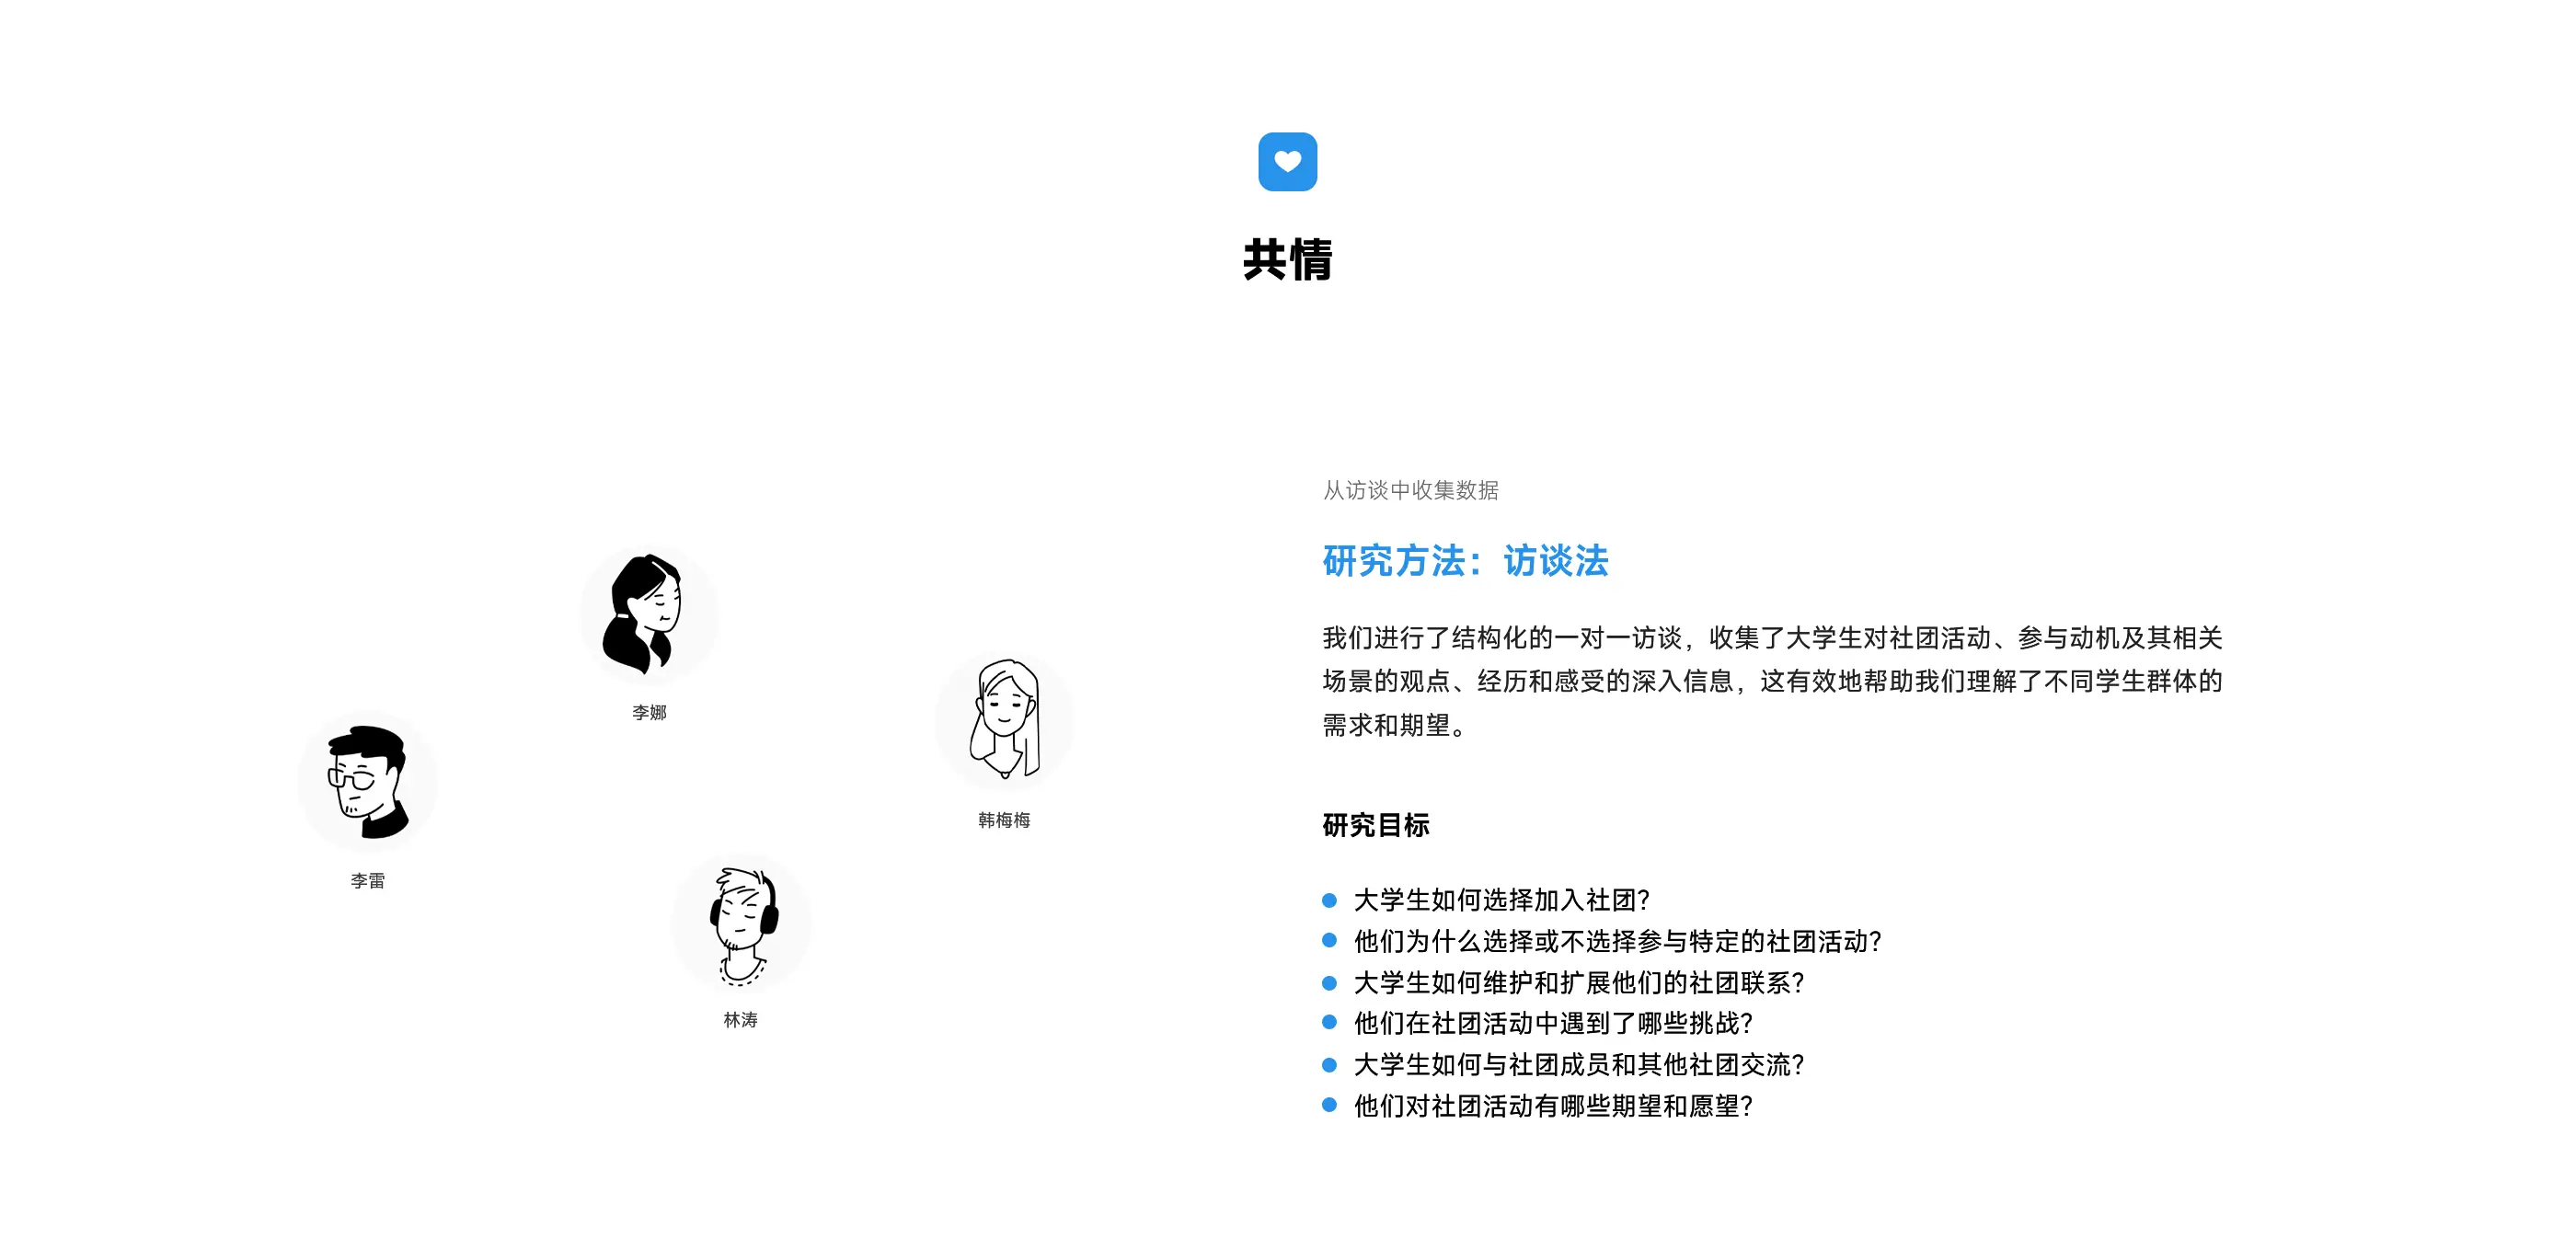 共情
李娜
韩梅梅
李雷
林涛
从访谈中收集数据
研究方法：访谈法
我们进行了结构化的一对一访谈，收集了大学生对社团活动、参与动机及其相关
场景的观点、经历和感受的深入信息，这有效地帮助我们理解了不同学生群体的
需求和期望。
研究目标
大学生如何选择加入社团？
他们为什么选择或不选择参与特定的社团活动？
大学生如何维护和扩展他们的社团联系？
他们在社团活动中遇到了哪些挑战？
大学生如何与社团成员和其他社团交流？
他们对社团活动有哪些期望和愿望？